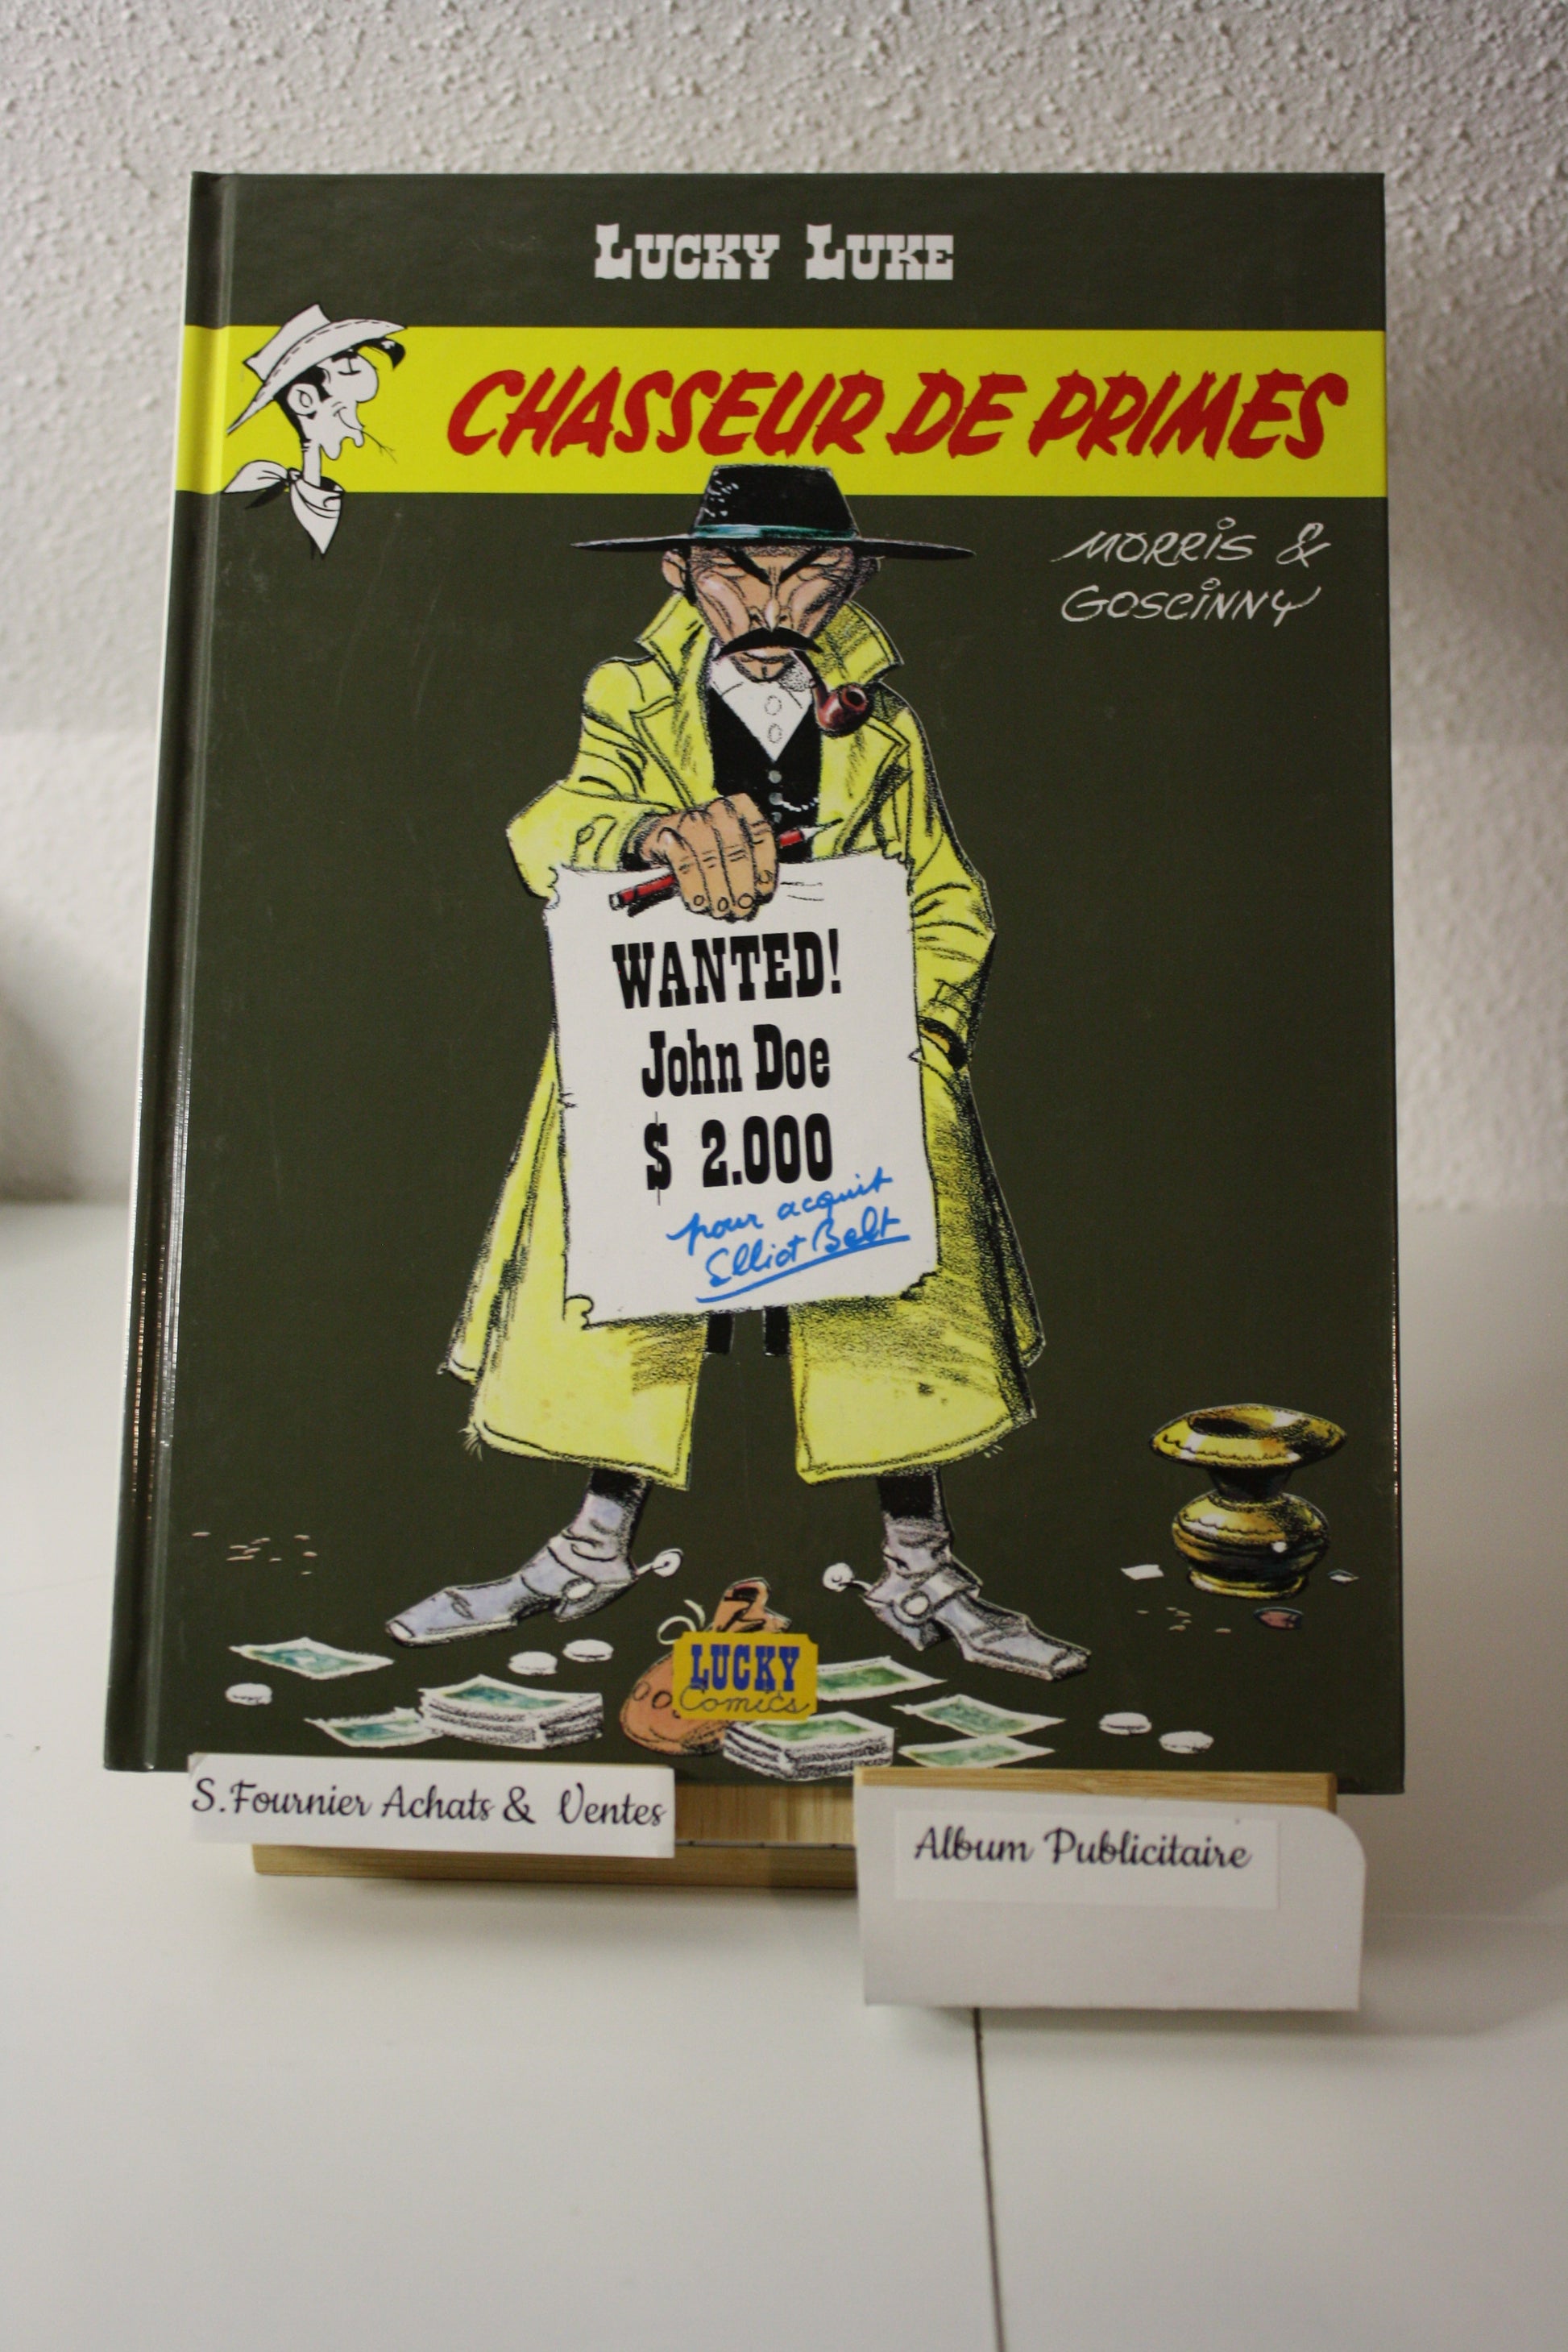 LUCKY LUKE
CHASSEUR DE PRIMES
MORRIS &
GOSCINNY
WANTED!
John Doe
$ 2.000
pour acquit
Elliot Belt
LUCKY
Comics
S.Fournier Achats & Ventes
Album Publicitaire